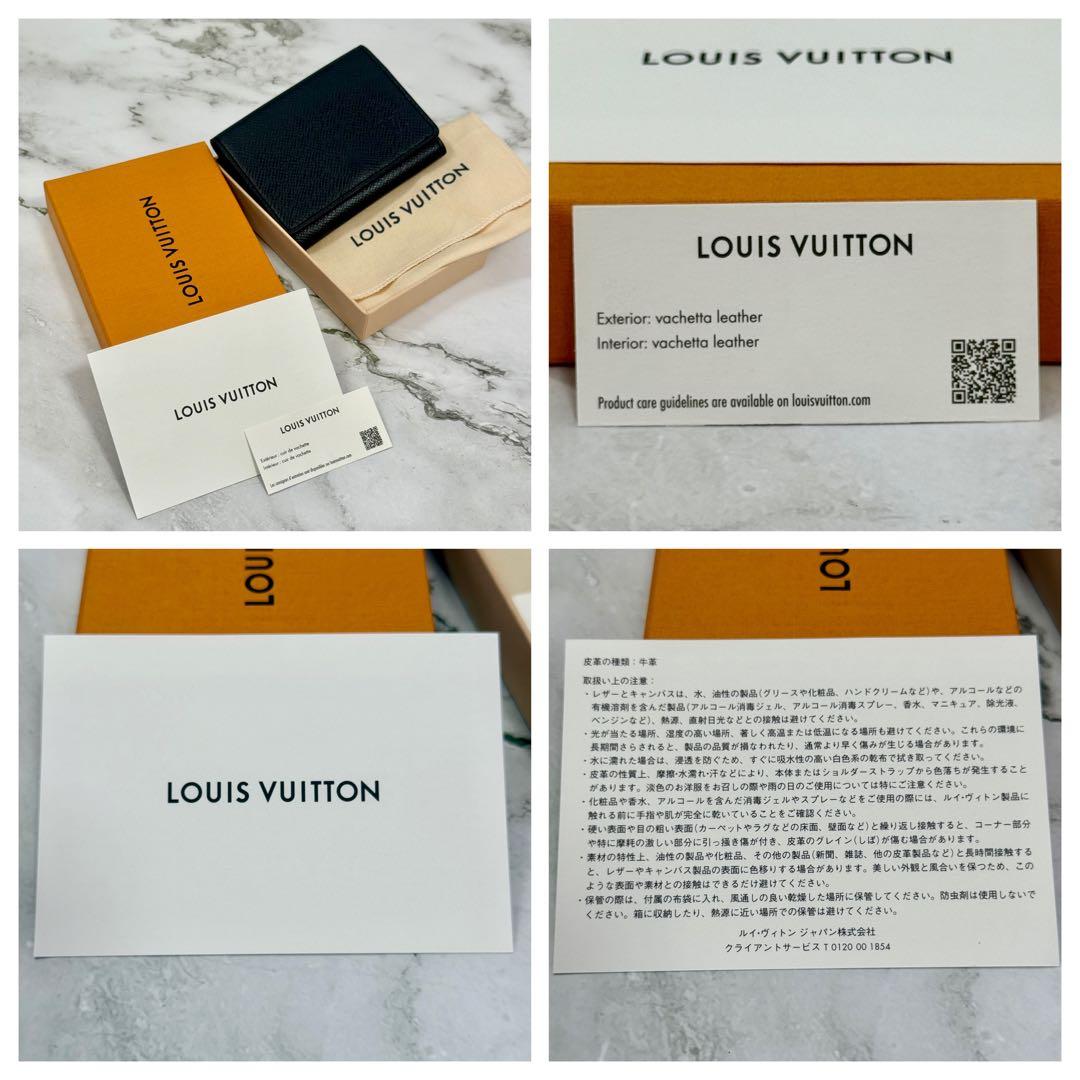 LOUIS VUITTON
LOUIS VUITTON
LOUIS VUITTON
LOUIS VUITTON
Extérieur : cuir de vachette
Intérieur : cuir de vachette
Les consignes d'entretien sont disponibles sur louisvuitton.com
LOUIS VUITTON
LOUIS VUITTON
Exterior: vachetta leather
Interior: vachetta leather
Product care guidelines are available on louisvuitton.com
LOU
LOUIS VUITTON
LOU
皮革の種類：牛革
取扱い上の注意：
・レザーとキャンバスは、水、油性の製品(グリースや化粧品、ハンドクリームなど)や、アルコールなどの
有機溶剤を含んだ製品(アルコール消毒ジェル、アルコール消毒スプレー、香水、マニキュア、除光液、
ベンジンなど)、熱源、直射日光などとの接触は避けてください。
・光が当たる場所、湿度の高い場所、著しく高温または低温になる場所も避けてください。これらの環境に
長期間さらされると、製品の品質が損なわれたり、通常より早く傷みが生じる場合があります。
・水に濡れた場合は、浸透を防ぐため、すぐに吸水性の高い白色系の乾布で拭き取ってください。
・皮革の性質上、摩擦・水濡れ・汗などにより、本体またはショルダーストラップから色落ちが発生すること
があります。淡色のお洋服をお召しの際や雨の日のご使用については特にご注意ください。
・化粧品や香水、アルコールを含んだ消毒ジェルやスプレーなどをご使用の際には、ルイ・ヴィトン製品に
触れる前に手指や肌が完全に乾いていることをご確認ください。
・硬い表面や目の粗い表面(カーペットやラグなどの床面、壁面など)と繰り返し接触すると、コーナー部分
や特に摩耗の激しい部分に引っ掻き傷が付き、皮革のグレイン(しぼ)が傷む場合があります。
・素材の特性上、油性の製品や化粧品、その他の製品(新聞、雑誌、他の皮革製品など)と長時間接触する
と、レザーやキャンバス製品の表面に色移りする場合があります。美しい外観と風合いを保つため、この
ような表面や素材との接触はできるだけ避けてください。
・保管の際は、付属の布袋に入れ、風通しの良い乾燥した場所に保管してください。防虫剤は使用しないで
ください。箱に収納したり、熱源に近い場所での保管は避けてください。
ルイ・ヴィトン ジャパン株式会社
クライアントサービス T 0120 00 1854